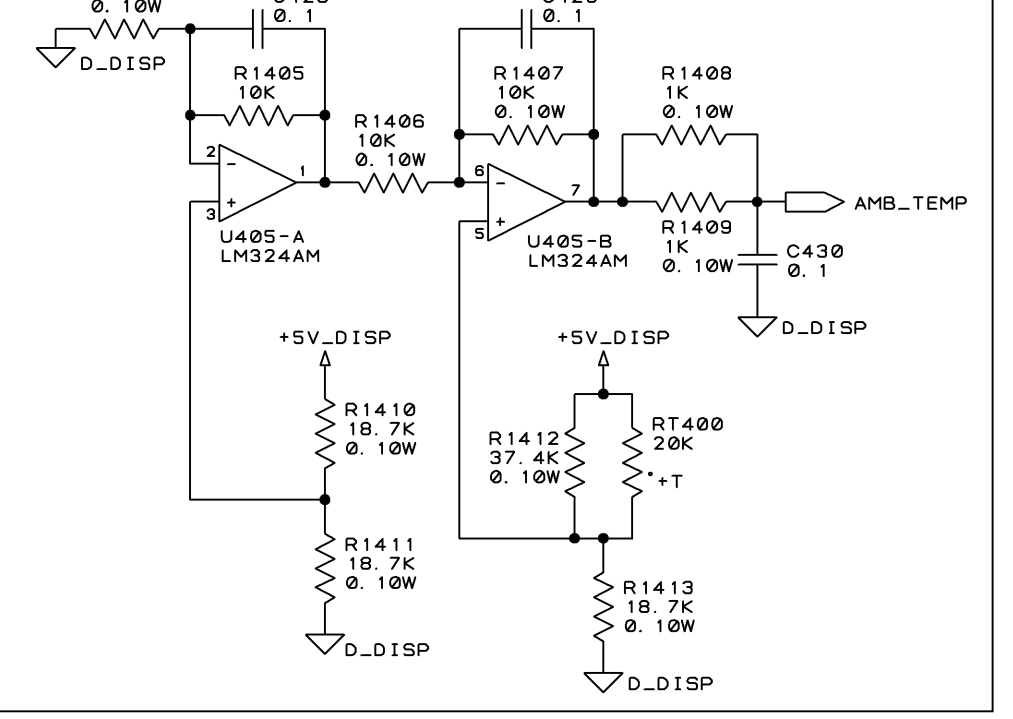 0.10W
D_DISP
0.1
R1405
10K
2
3
1
U405-A
LM324AM
R1406
10K
0.10W
0.1
R1407
10K
0.10W
6
5
7
U405-B
LM324AM
R1408
1K
0.10W
R1409
1K
0.10W
AMB_TEMP
C430
0.1
D_DISP
+5V_DISP
R1410
18.7K
0.10W
R1411
18.7K
0.10W
D_DISP
+5V_DISP
R1412
37.4K
0.10W
RT400
20K
°+T
R1413
18.7K
0.10W
D_DISP